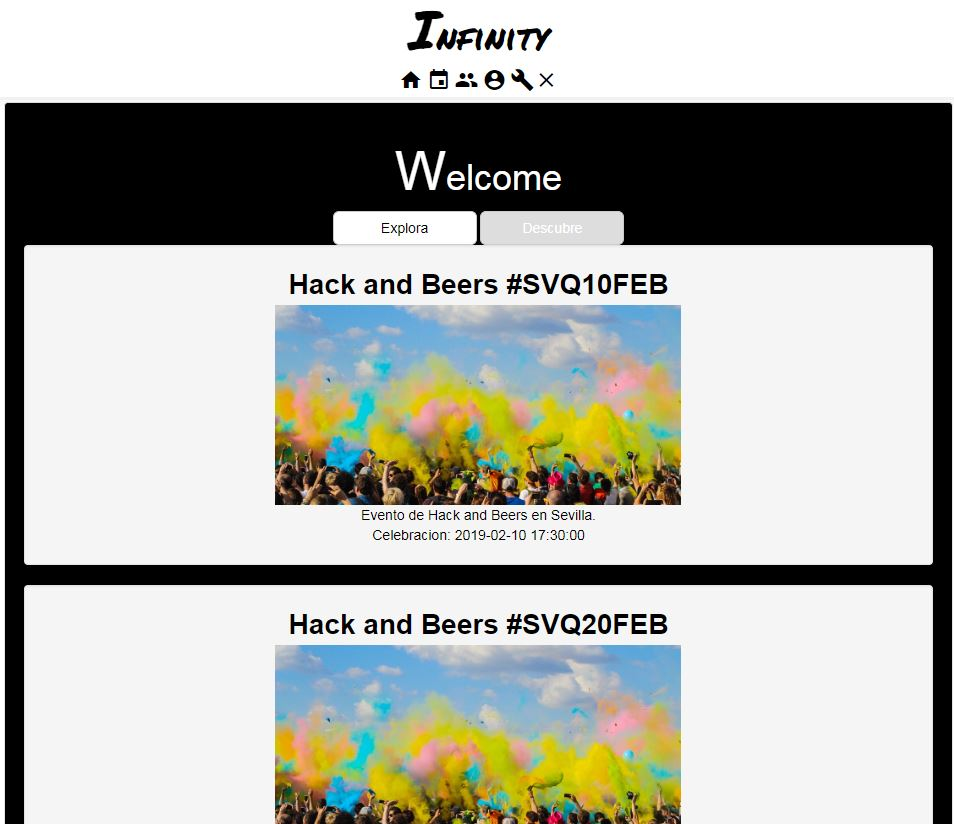 Infinity
Welcome
Explora
Descubre
Hack and Beers #SVQ10FEB
Evento de Hack and Beers en Sevilla.
Celebracion: 2019-02-10 17:30:00
Hack and Beers #SVQ20FEB